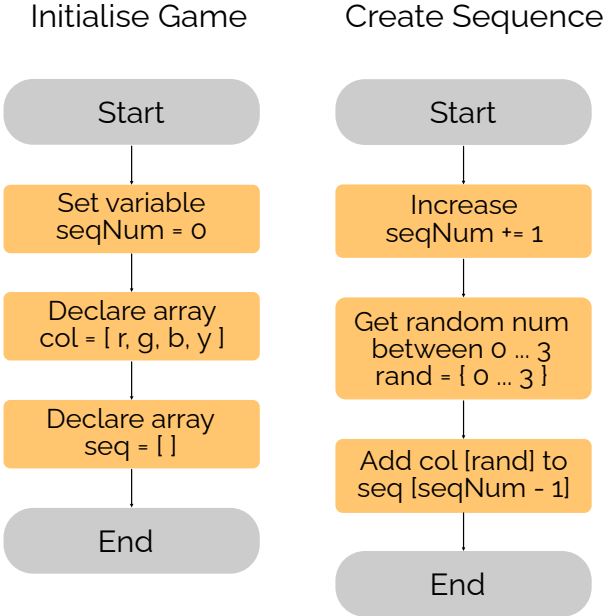 Initialise Game
Start
Set variable
seqNum = 0
Declare array
col = [ r, g, b, y ]
Declare array
seq = [ ]
End
Create Sequence
Start
Increase
seqNum += 1
Get random num
between 0 ... 3
rand = { 0 ... 3 }
Add col [rand] to
seq [seqNum - 1]
End